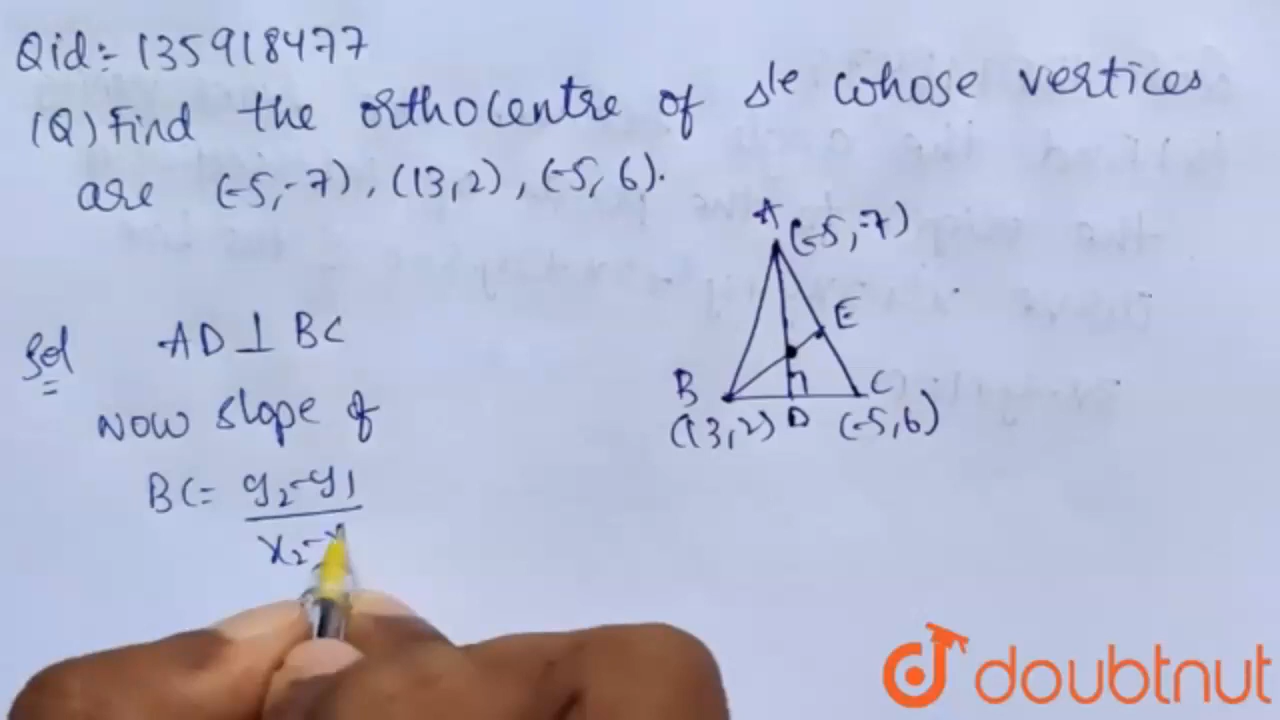 Qid:- 135918477
(Q) Find the orthocentre of Δle whose vertices
are (-5,-7), (13,2), (-5,6).
A (-5,-7)
E
B
C
(13,2) D (-5,6)
Sol AD⊥BC
Now slope of
BC= y₂-y₁
x₂-x
doubtnut